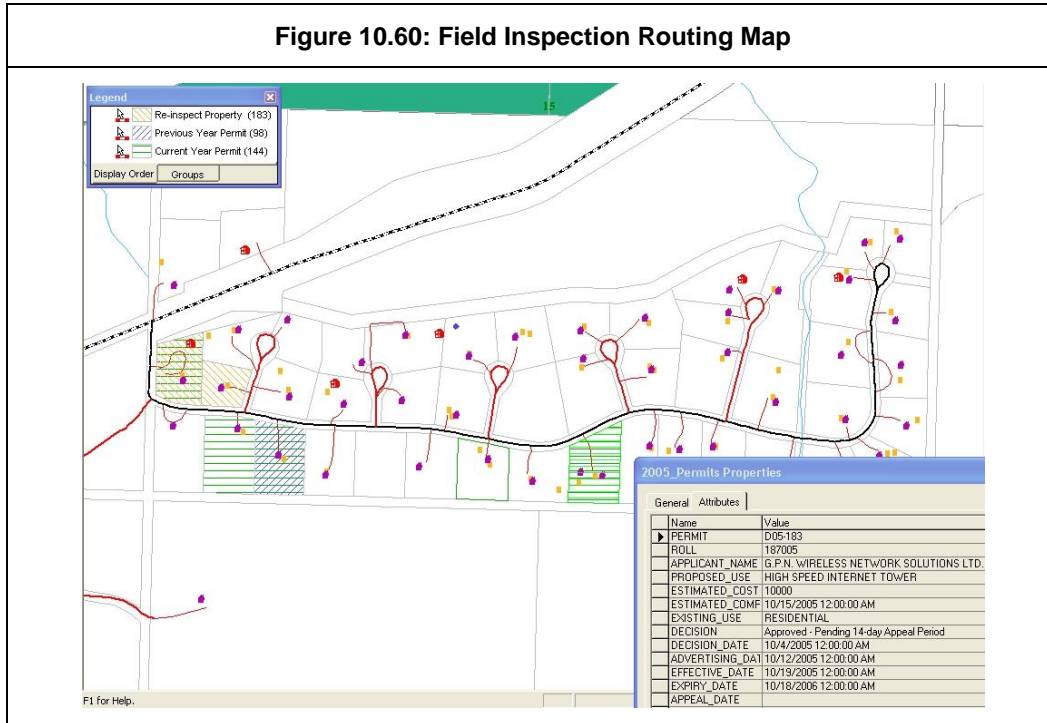 Figure 10.60: Field Inspection Routing Map
Legend
Re-inspect Property (183)
Previous Year Permit (98)
Current Year Permit (144)
Display Order Groups
15
2005_Permits Properties
General Attributes
Name Value
PERMIT D05-183
ROLL 187005
APPLICANT_NAME G.P.N. WIRELESS NETWORK SOLUTIONS LTD.
PROPOSED_USE HIGH SPEED INTERNET TOWER
ESTIMATED_COST 10000
ESTIMATED_COMF 10/15/2005 12:00:00 AM
EXISTING_USE RESIDENTIAL
DECISION Approved - Pending 14-day Appeal Period
DECISION_DATE 10/4/2005 12:00:00 AM
ADVERTISING_DAT 10/12/2005 12:00:00 AM
EFFECTIVE_DATE 10/19/2005 12:00:00 AM
EXPIRY_DATE 10/18/2006 12:00:00 AM
APPEAL_DATE
F1 for Help.